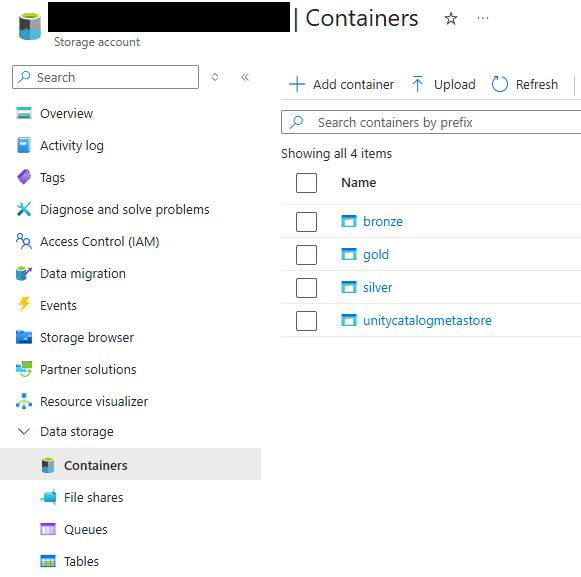 | Containers
Storage account
Search
Add container
Upload
Refresh
Search containers by prefix
Showing all 4 items
Name
bronze
gold
silver
unitycatalogmetastore
Overview
Activity log
Tags
Diagnose and solve problems
Access Control (IAM)
Data migration
Events
Storage browser
Partner solutions
Resource visualizer
Data storage
Containers
File shares
Queues
Tables